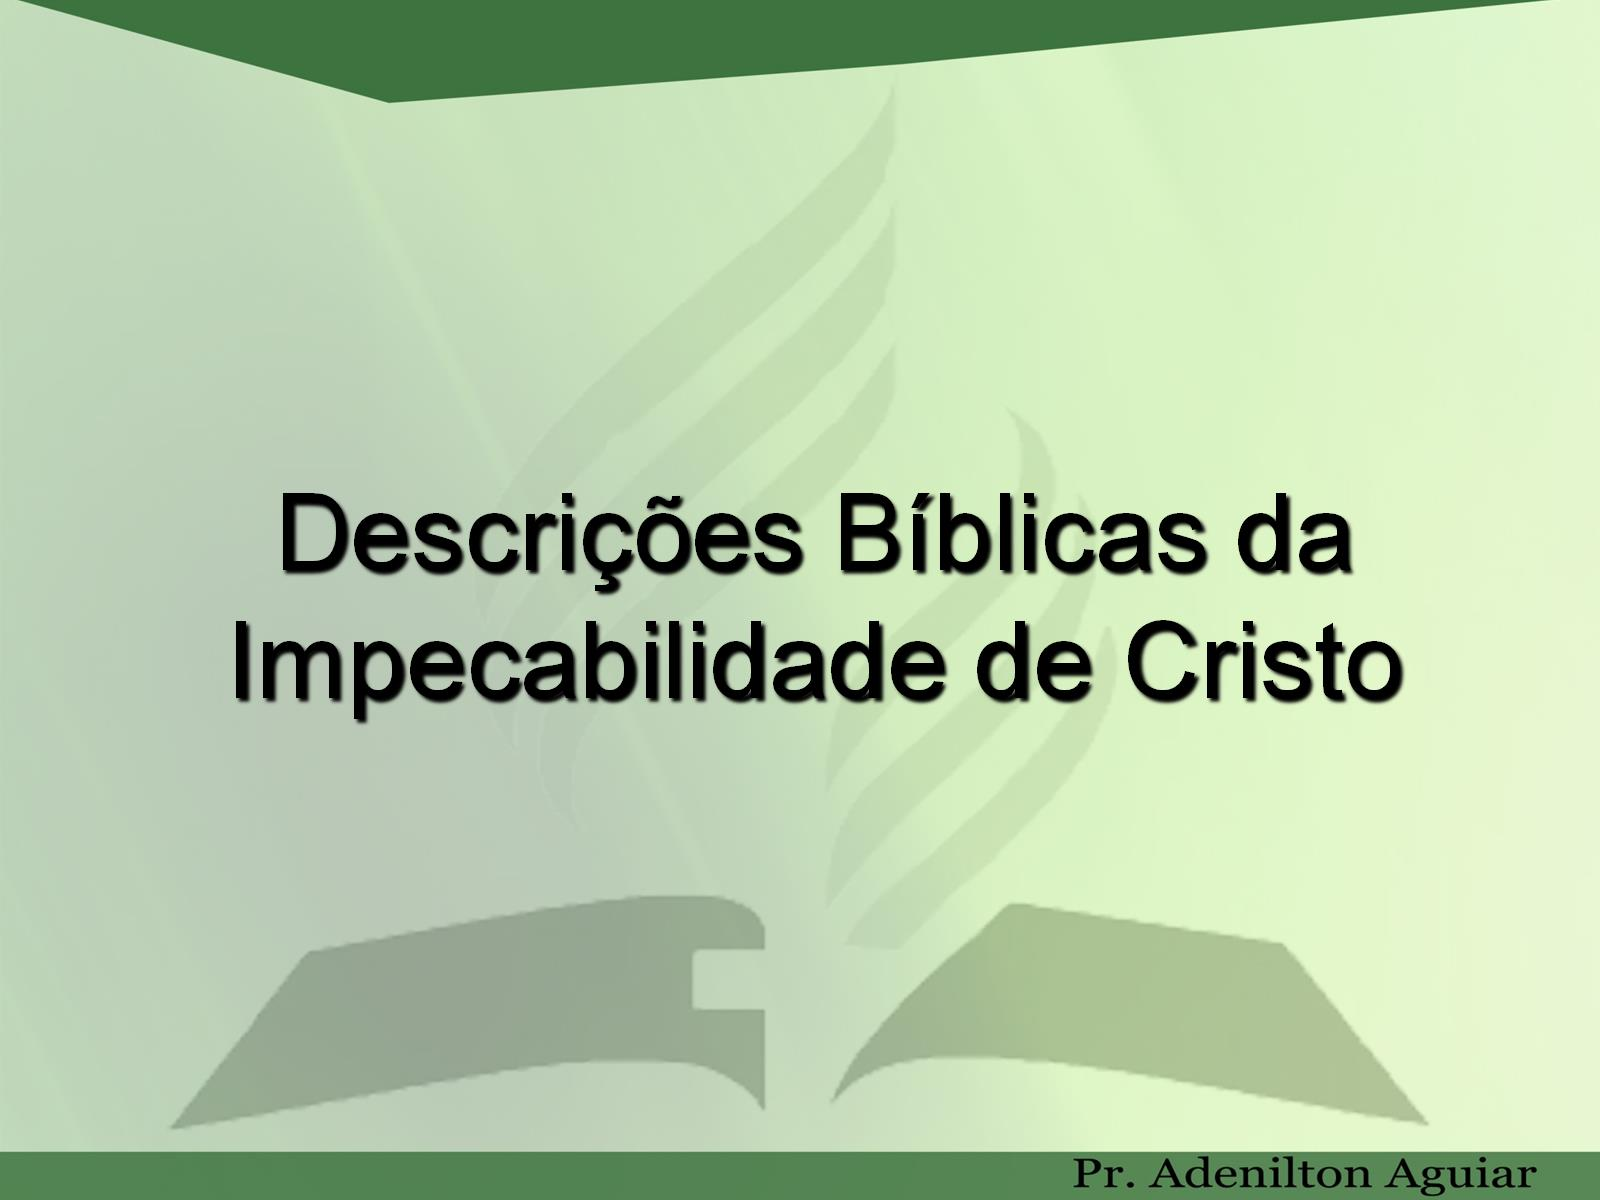 Descrições Bíblicas da
Impecabilidade de Cristo
Pr. Adenilton Aguiar